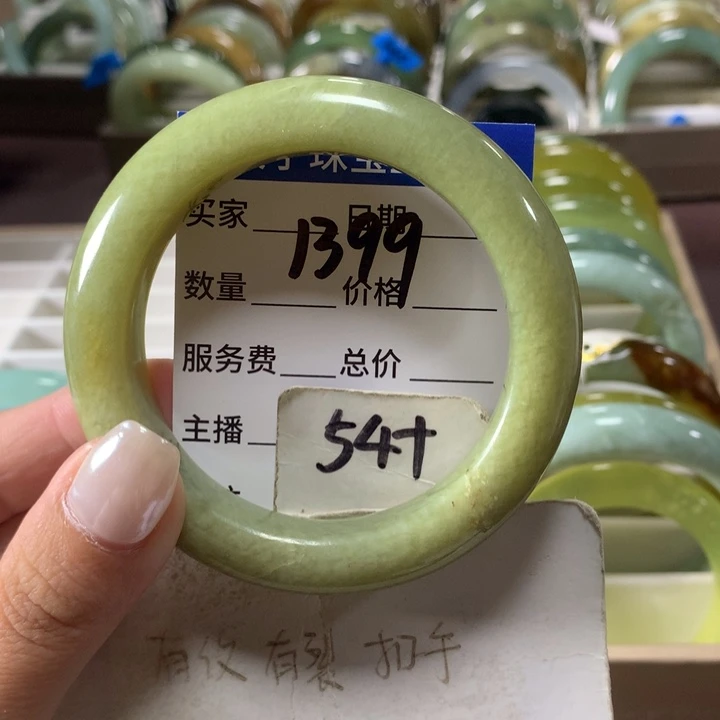 珠宝
买家 日期
1399
数量 价格
服务费 总价
主播
54+
有纹 有裂 扣手